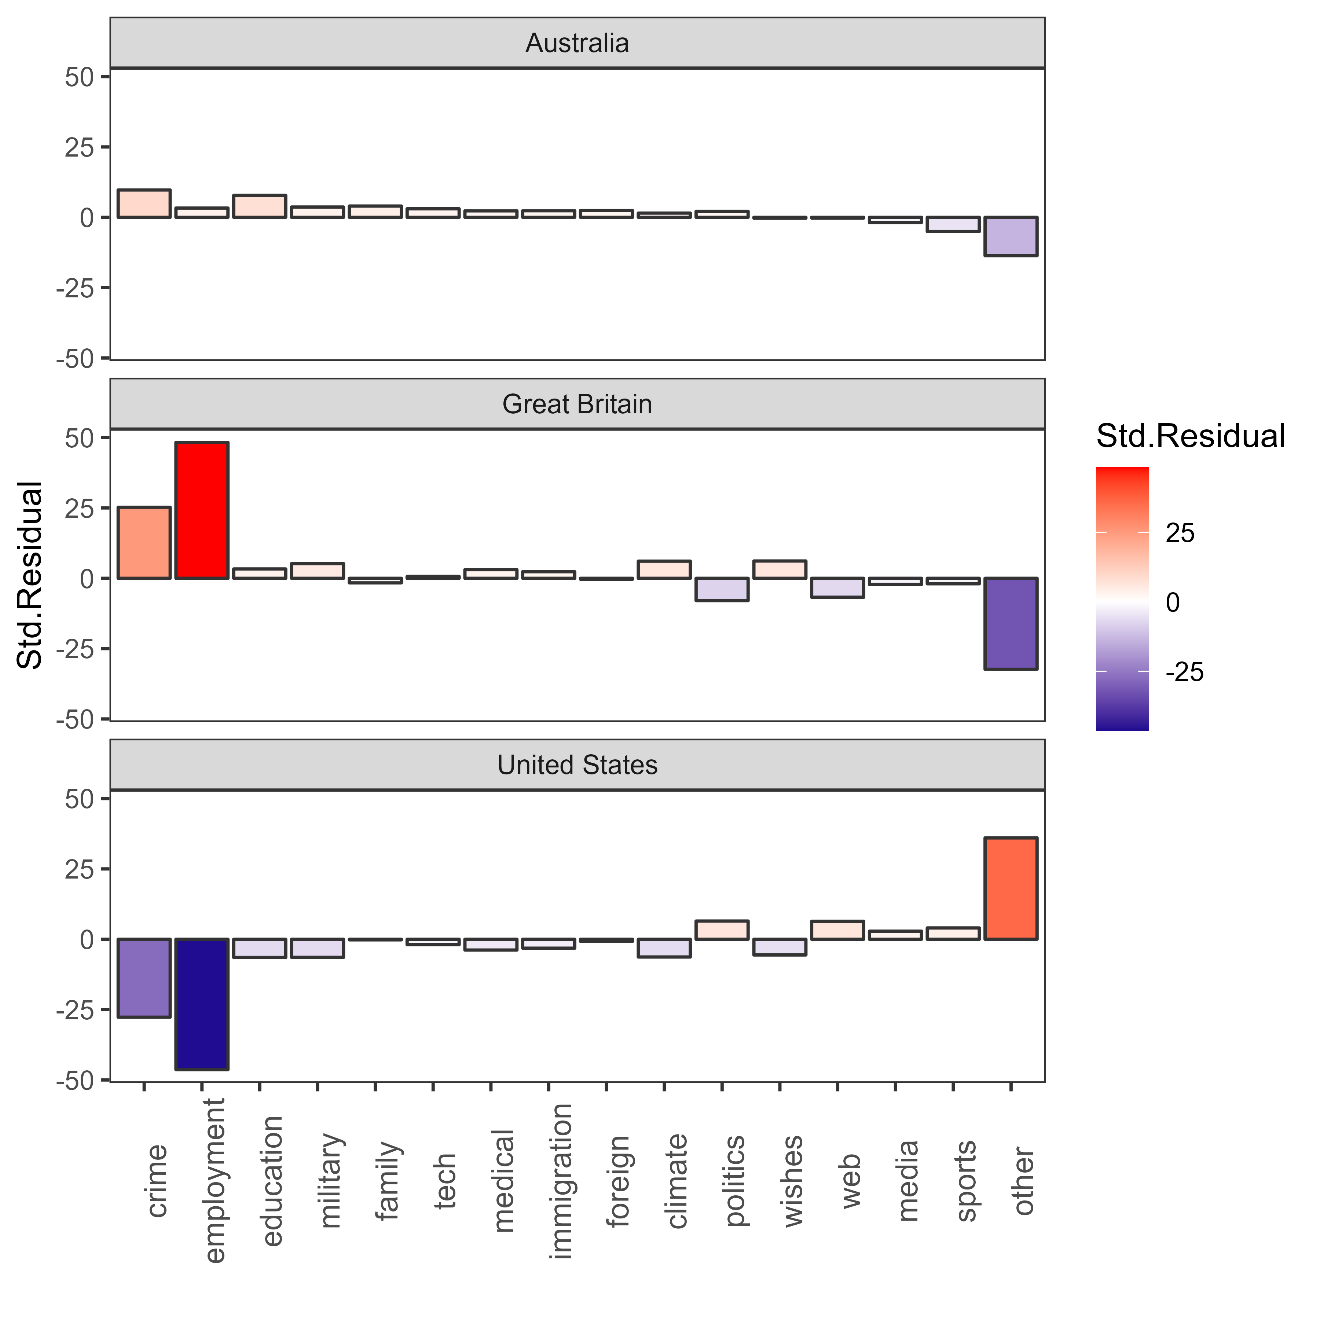 Australia
50
25
0
-25
-50
Great Britain
50
25
0
-25
-50
United States
50
25
0
-25
-50
Std.Residual
crime
employment
education
military
family
tech
medical
immigration
foreign
climate
politics
wishes
web
media
sports
other
Std.Residual
25
0
-25